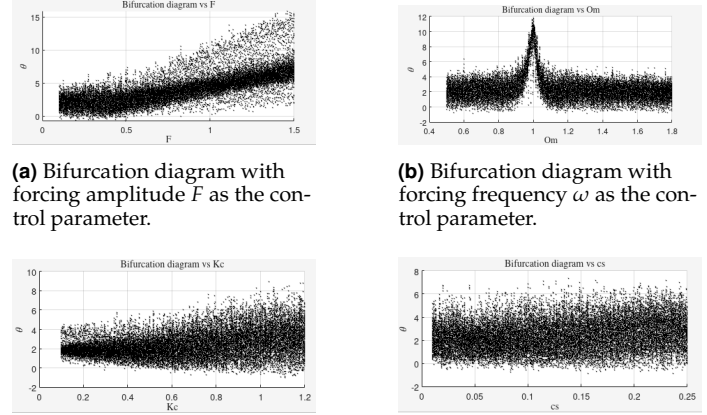 Bifurcation diagram vs F
15
10
5
0
θ
0
0.5
1
1.5
F
Bifurcation diagram vs Om
12
10
8
6
4
2
0
-2
θ
0.4
0.6
0.8
1
1.2
1.4
1.6
1.8
Om
(a) Bifurcation diagram with
forcing amplitude F as the con-
trol parameter.
(b) Bifurcation diagram with
forcing frequency ω as the con-
trol parameter.
Bifurcation diagram vs Kc
10
8
6
4
2
0
-2
θ
0
0.2
0.4
0.6
0.8
1
1.2
Kc
Bifurcation diagram vs cs
8
6
4
2
0
-2
θ
0
0.05
0.1
0.15
0.2
0.25
cs